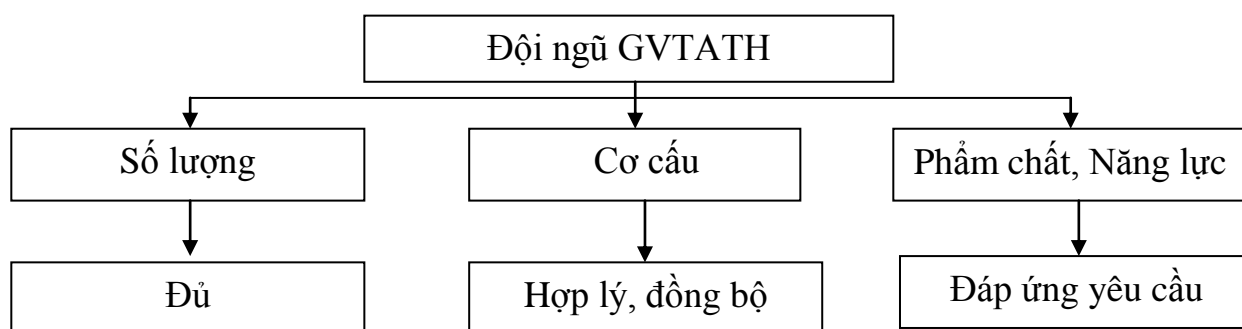 Đội ngũ GVTATH
Số lượng
Cơ cấu
Phẩm chất, Năng lực
Đủ
Hợp lý, đồng bộ
Đáp ứng yêu cầu